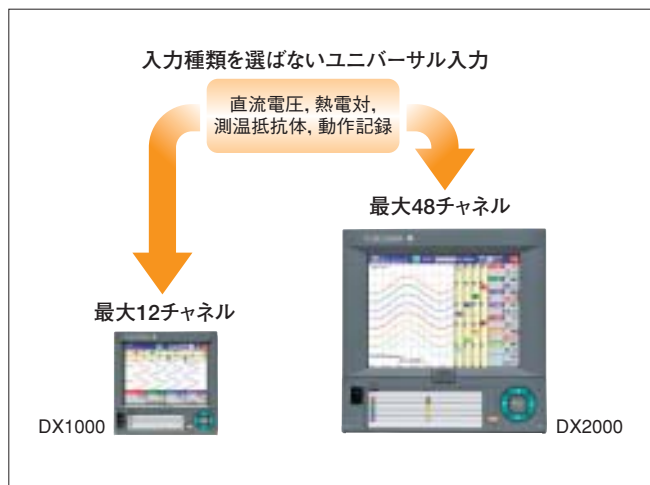 入力種類を選ばないユニバーサル入力
直流電圧, 熱電対,
測温抵抗体, 動作記録
最大48チャネル
最大12チャネル
DX1000
DX2000